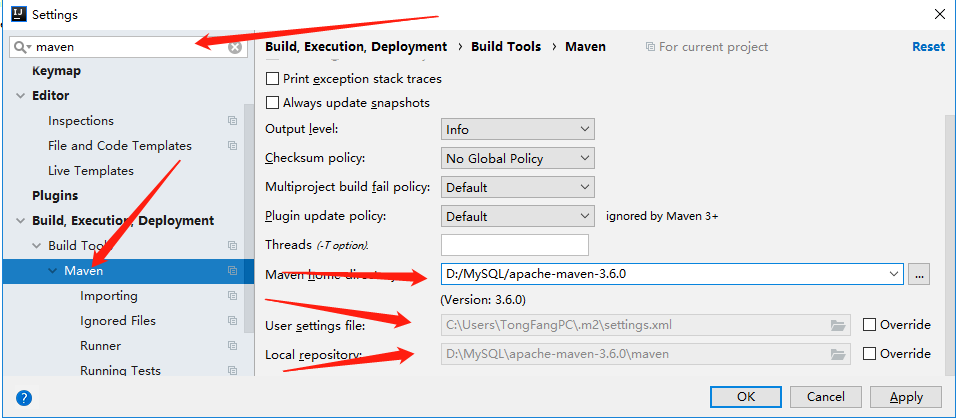 IJ
Settings
maven
Keymap
Editor
Inspections
File and Code Templates
Live Templates
Plugins
Build, Execution, Deployment
Build Tools
Maven
Importing
Ignored Files
Runner
Running Tests
Build, Execution, Deployment › Build Tools › Maven
For current project
Reset
Print exception stack traces
Always update snapshots
Output level: Info
Checksum policy: No Global Policy
Multiproject build fail policy: Default
Plugin update policy: Default ignored by Maven 3+
Threads (-T option).
Maven home directory: D:/MySQL/apache-maven-3.6.0 ...
(Version: 3.6.0)
User settings file: C:\Users\TongFangPC\.m2\settings.xml Override
Local repository: D:\MySQL\apache-maven-3.6.0\maven Override
?
OK
Cancel
Apply